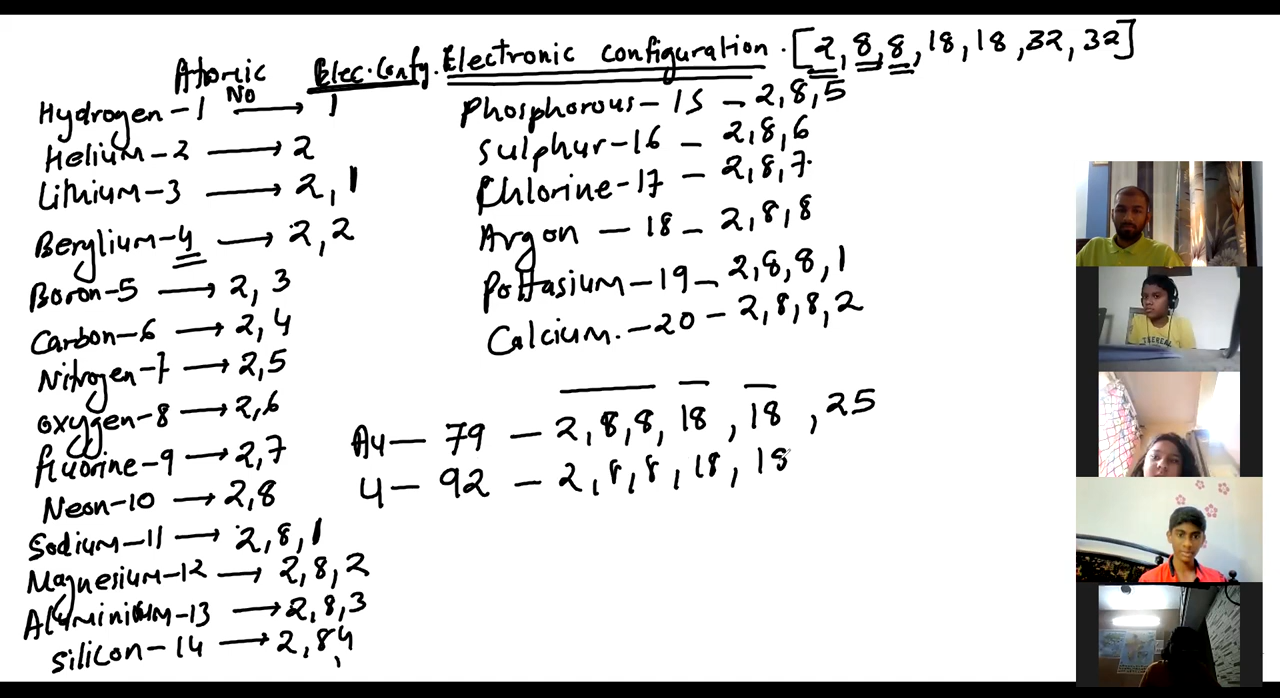 Electronic configuration. [2, 8, 8, 18, 18, 32, 32]
Atomic No Elec. Config.
Hydrogen-1 → 1
Helium-2 → 2
Lithium-3 → 2, 1
Berylium-4 → 2, 2
Boron-5 → 2, 3
Carbon-6 → 2, 4
Nitrogen-7 → 2,5
oxygen-8 → 2,6
fluorine-9 → 2,7
Neon-10 → 2,8
Sodium-11 → 2,8,1
Magnesium-12 → 2,8,2
Aluminium-13 → 2,8,3
Silicon-14 → 2,8,4
Phosphorous-15 - 2,8,5
Sulphur-16 - 2,8,6
Chlorine-17 - 2,8,7.
Argon - 18 - 2,8,8
Pottasium-19 - 2,8,8,1
Calcium. -20 - 2,8,8,2
Au - 79 - 2,8,8, 18, 18, 25
U - 92 - 2,8,8, 18, 18